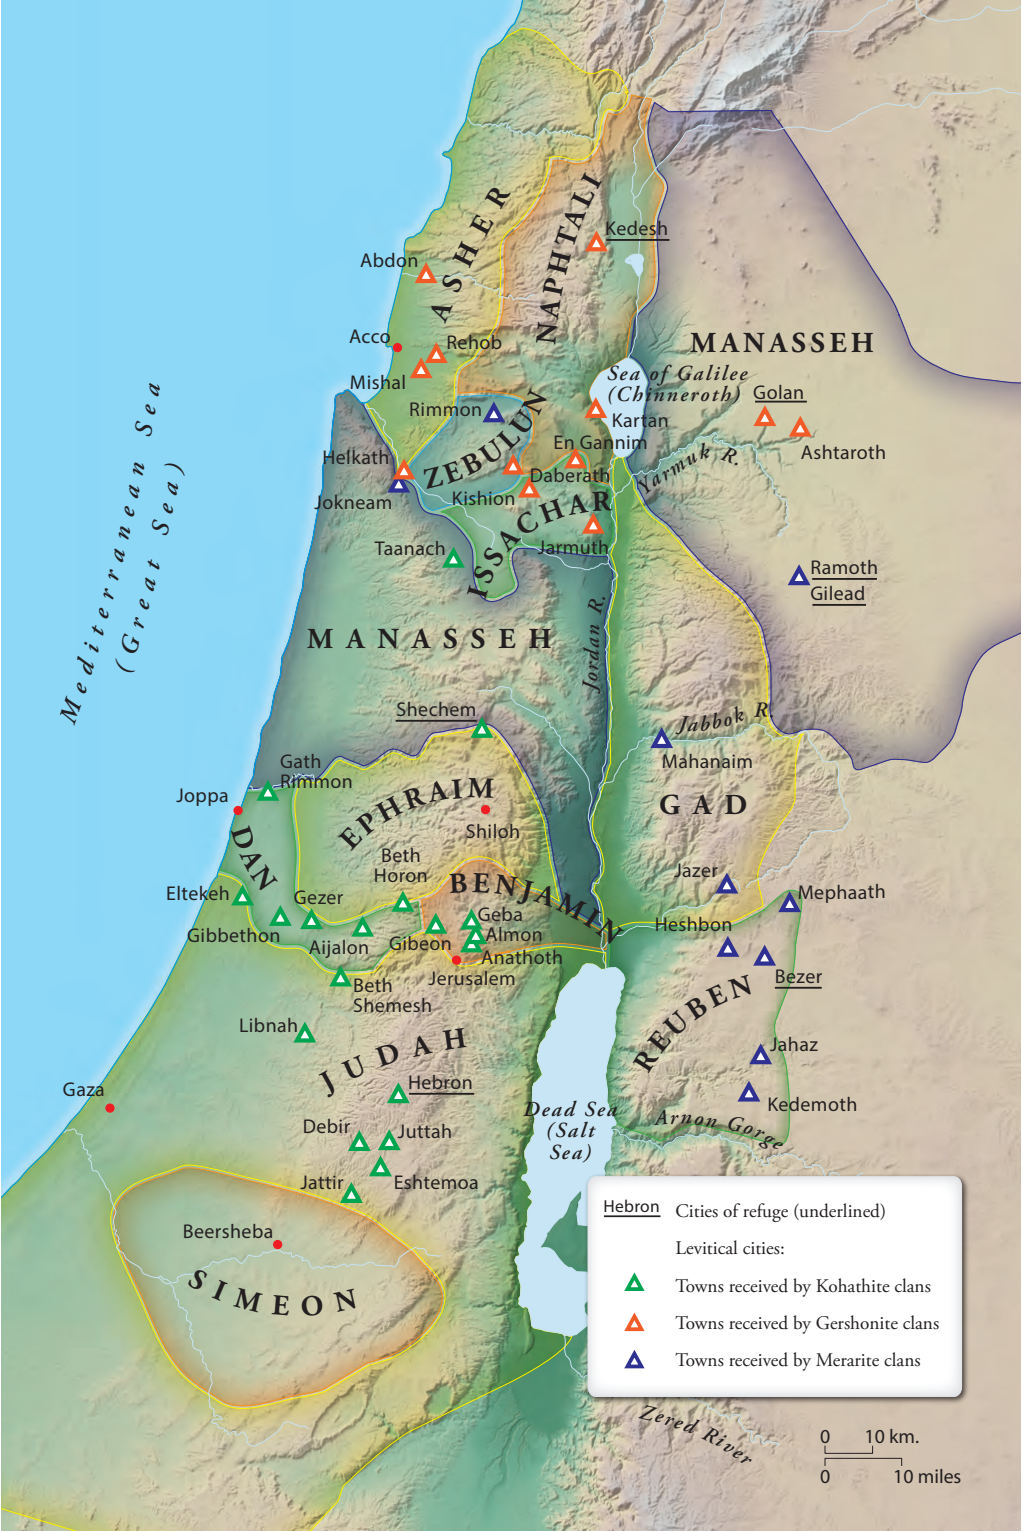 ASHER
NAPHTALI
Kedesh
Abdon
Acco
Rehob
Mishal
MANASSEH
Sea of Galilee
(Chinneroth)
Golan
Rimmon
Kartan
Ashtaroth
ZEBULUN
En Gannim
Yarmuk R.
Helkath
Daberath
Jokneam
Kishion
ISSACHAR
Taanach
Jarmuth
Ramoth
Gilead
Mediterranean Sea
(Great Sea)
MANASSEH
Jordan R.
Shechem
Jabbok R.
Mahanaim
Gath
Rimmon
Joppa
EPHRAIM
Shiloh
GAD
DAN
Beth
Horon
BENJAMIN
Jazer
Mephaath
Eltekeh
Gezer
Geba
Heshbon
Gibbethon
Aijalon
Gibeon
Almon
Anathoth
Jerusalem
Bezer
Beth
Shemesh
REUBEN
Libnah
JUDAH
Jahaz
Hebron
Gaza
Kedemoth
Dead Sea
(Salt
Sea)
Arnon Gorge
Debir
Juttah
Jattir
Eshtemoa
Beersheba
SIMEON
Hebron Cities of refuge (underlined)
Levitical cities:
Towns received by Kohathite clans
Towns received by Gershonite clans
Towns received by Merarite clans
Zered River
0 10 km.
0 10 miles